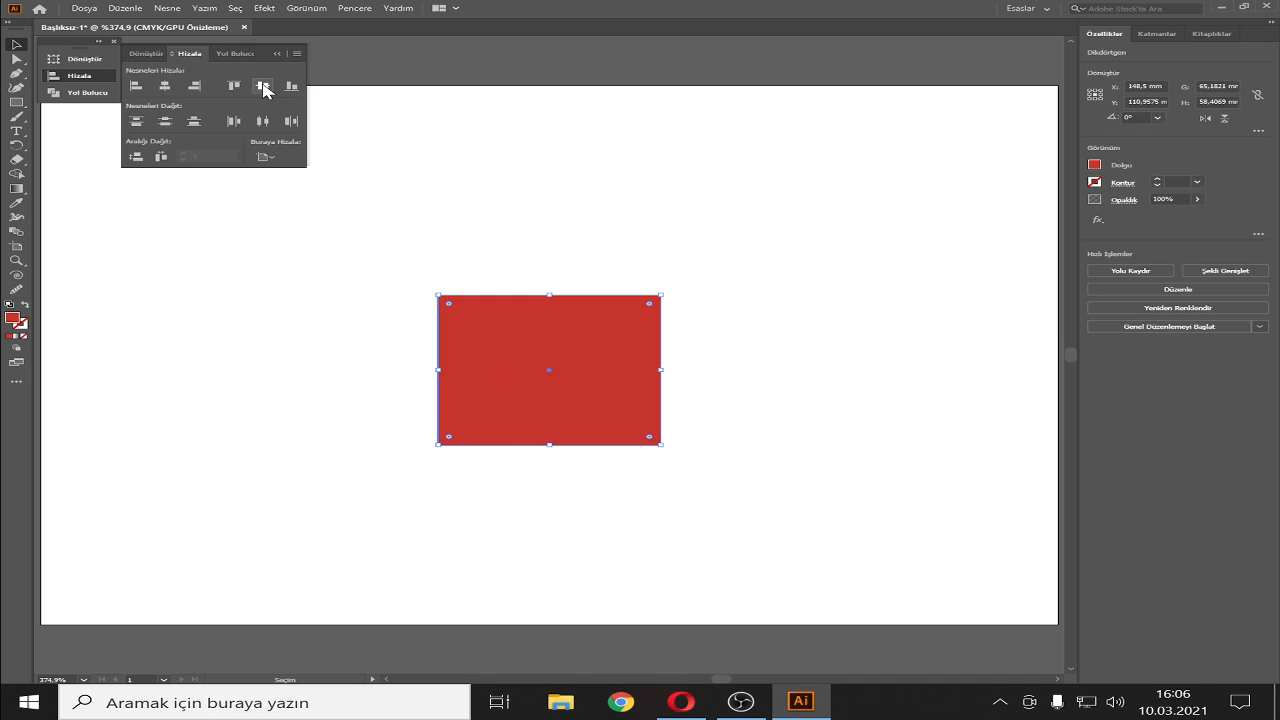 Ai Dosya Düzenle Nesne Yazım Seç Efekt Görünüm Pencere Yardım Esaslar Adobe Stock'ta Ara
Başlıksız-1* @ %374,9 (CMYK/GPU Önizleme)
Özellikler Katmanlar Kitaplıklar
Dönüştür Hizala Yol Bulucu
Dikdörtgen
Dönüştür
Hizala
Yol Bulucu
Nesneleri Hizala:
Nesneleri Dağıt:
Aralığı Dağıt: Buraya Hizala:
Dönüştür
X: 148,5 mm G: 65,1821 m
Y: 110,9575 m H: 58,4069 m
0°
Görünüm
Dolgu
Kontur
Opaklık 100%
fx.
Hızlı İşlemler
Yolu Kaydır Şekli Genişlet
Düzenle
Yeniden Renklendir
Genel Düzenlemeyi Başlat
374,9% 1 Seçim
Aramak için buraya yazın
Ai
16:06
10.03.2021